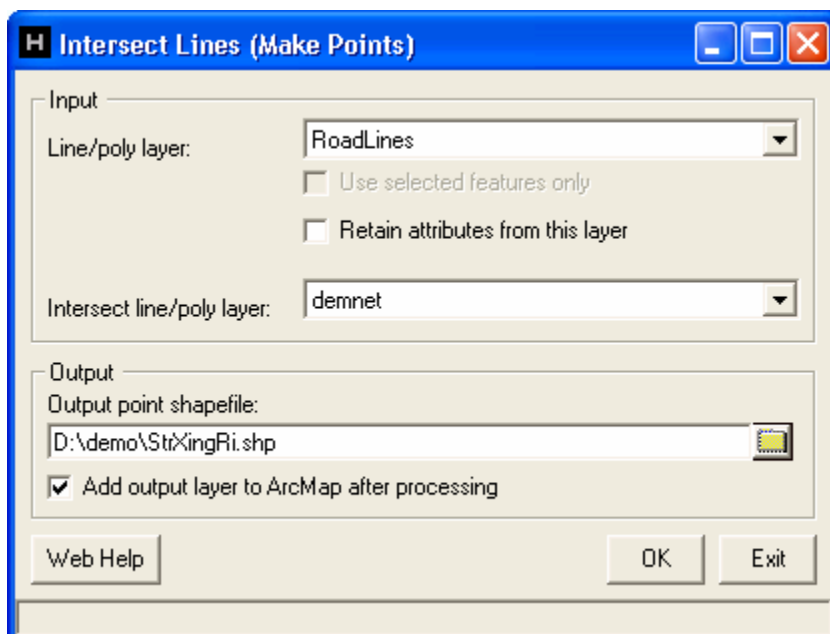 H Intersect Lines (Make Points)
Input
Line/poly layer:
RoadLines
Use selected features only
Retain attributes from this layer
Intersect line/poly layer:
demnet
Output
Output point shapefile:
D:\demo\StrXingRi.shp
Add output layer to ArcMap after processing
Web Help
OK
Exit